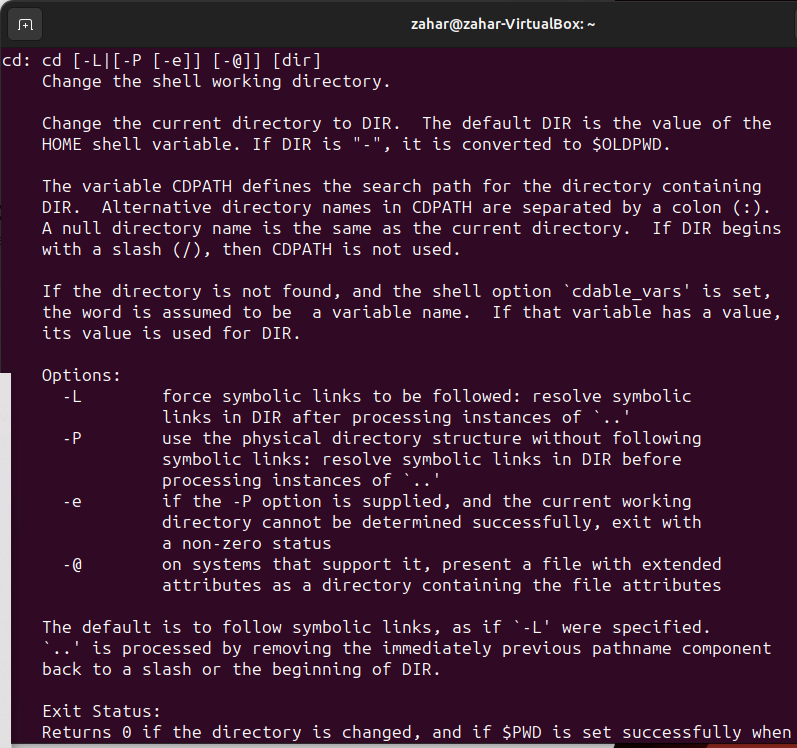 zahar@zahar-VirtualBox: ~
cd: cd [-L|[-P [-e]] [-@]] [dir]
Change the shell working directory.
Change the current directory to DIR.  The default DIR is the value of the
HOME shell variable. If DIR is "-", it is converted to $OLDPWD.
The variable CDPATH defines the search path for the directory containing
DIR.  Alternative directory names in CDPATH are separated by a colon (:).
A null directory name is the same as the current directory.  If DIR begins
with a slash (/), then CDPATH is not used.
If the directory is not found, and the shell option `cdable_vars' is set,
the word is assumed to be  a variable name.  If that variable has a value,
its value is used for DIR.
Options:
-L        force symbolic links to be followed: resolve symbolic
links in DIR after processing instances of `..'
-P        use the physical directory structure without following
symbolic links: resolve symbolic links in DIR before
processing instances of `..'
-e        if the -P option is supplied, and the current working
directory cannot be determined successfully, exit with
a non-zero status
-@        on systems that support it, present a file with extended
attributes as a directory containing the file attributes
The default is to follow symbolic links, as if `-L' were specified.
`..' is processed by removing the immediately previous pathname component
back to a slash or the beginning of DIR.
Exit Status:
Returns 0 if the directory is changed, and if $PWD is set successfully when